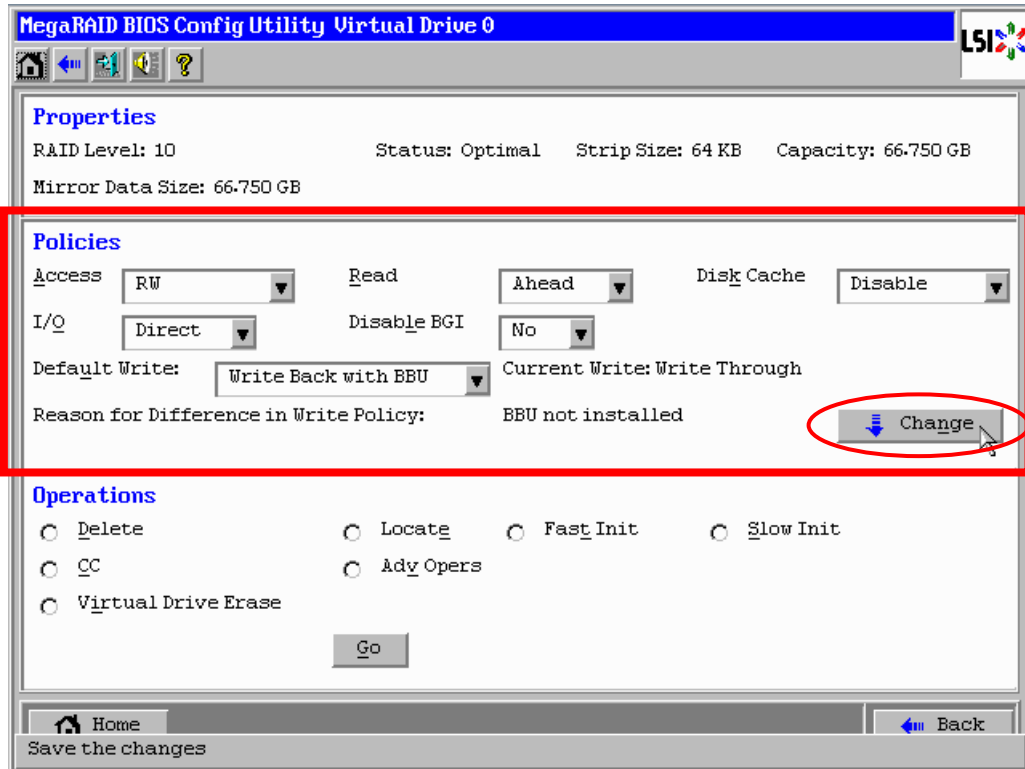 MegaRAID BIOS Config Utility Virtual Drive 0
LSI
Properties
RAID Level: 10 Status: Optimal Strip Size: 64 KB Capacity: 66.750 GB
Mirror Data Size: 66.750 GB
Policies
Access RW Read Ahead Disk Cache Disable
I/O Direct Disable BGI No
Default Write: Write Back with BBU Current Write: Write Through
Reason for Difference in Write Policy: BBU not installed Change
Operations
Delete Locate Fast Init Slow Init
CC Adv Opers
Virtual Drive Erase
Go
Home Back
Save the changes